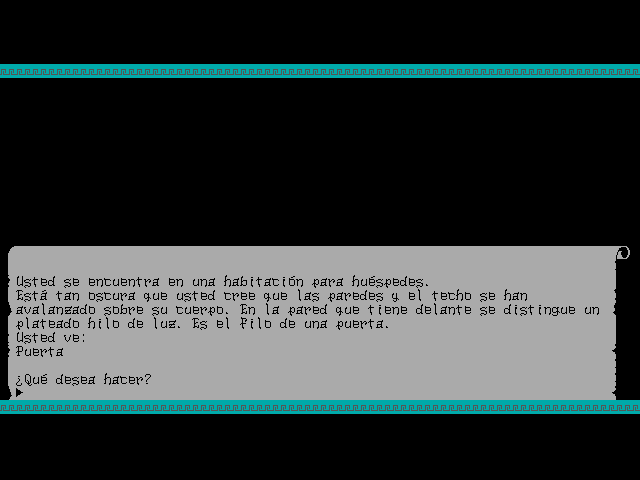 Usted se encuentra en una habitación para huéspedes.
Está tan oscura que usted cree que las paredes y el techo se han
avalanzado sobre su cuerpo. En la pared que tiene delante se distingue un
plateado hilo de luz. Es el filo de una puerta.
Usted ve:
Puerta
¿Qué desea hacer?